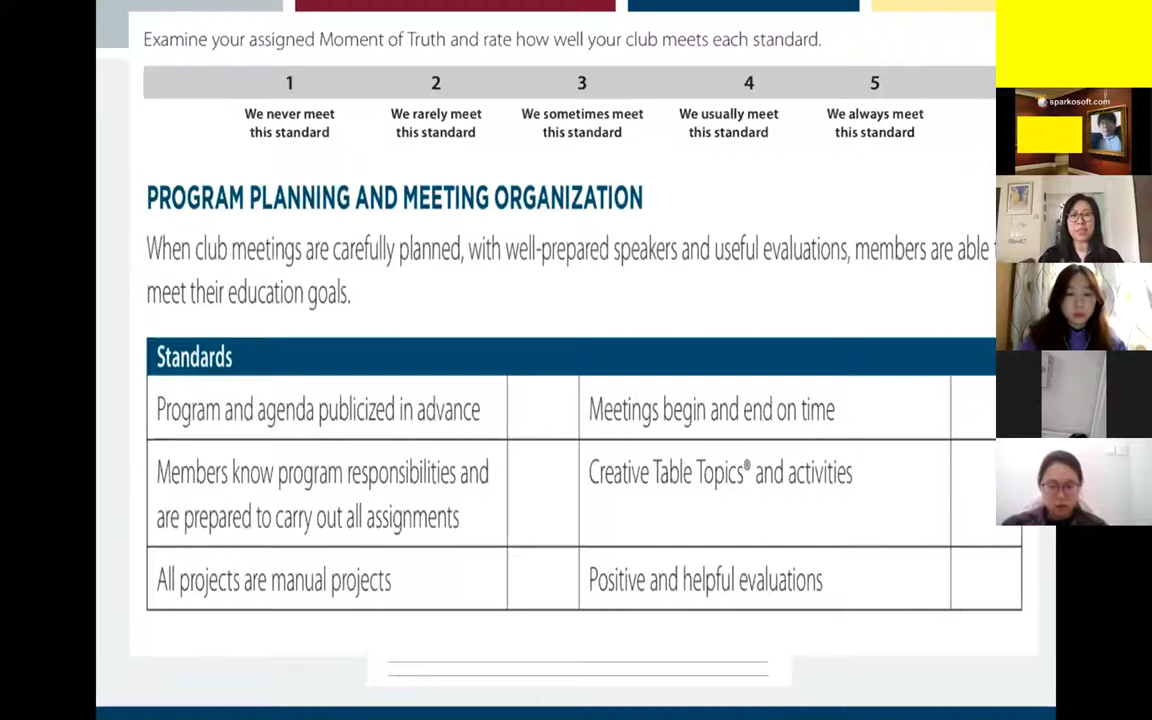 Examine your assigned Moment of Truth and rate how well your club meets each standard.
1 2 3 4 5
We never meet this standard
We rarely meet this standard
We sometimes meet this standard
We usually meet this standard
We always meet this standard
PROGRAM PLANNING AND MEETING ORGANIZATION
When club meetings are carefully planned, with well-prepared speakers and useful evaluations, members are able
meet their education goals.
Standards
Program and agenda publicized in advance
Meetings begin and end on time
Members know program responsibilities and
are prepared to carry out all assignments
Creative Table Topics® and activities
All projects are manual projects
Positive and helpful evaluations
sparkosoft.com